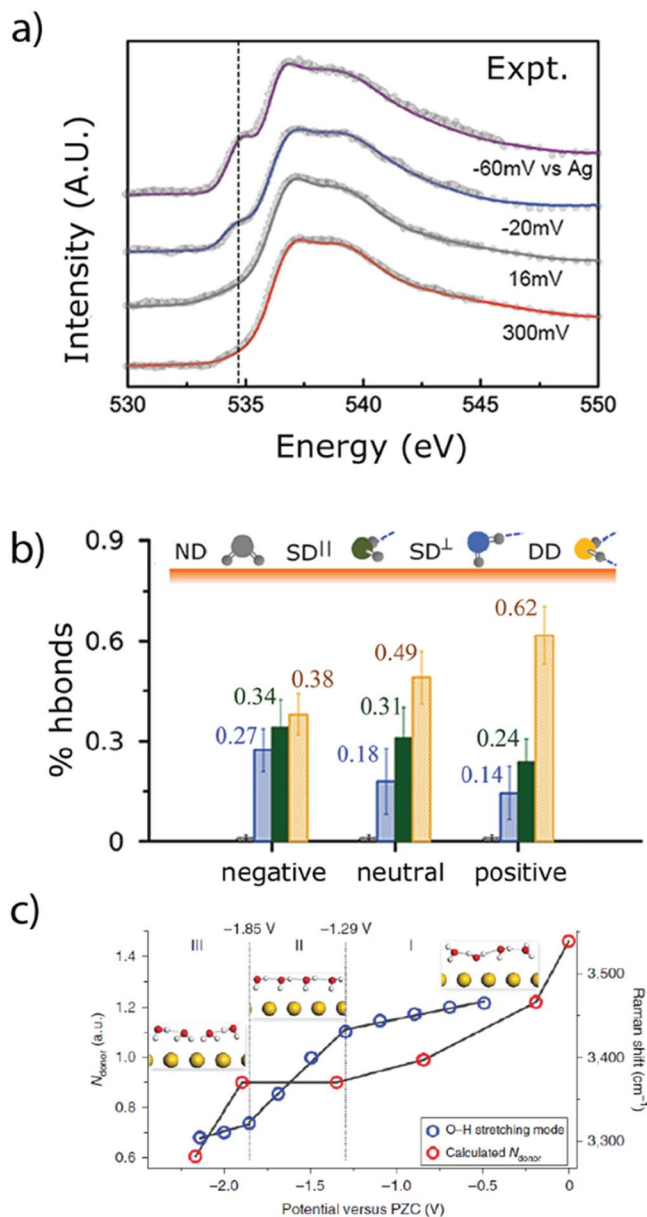 a)
Expt.
-60mV vs Ag
-20mV
16mV
300mV
Intensity (A.U.)
530 535 540 545 550
Energy (eV)
b)
ND SD|| SD⊥ DD
0.9
0.6
0.3
0
% hbonds
0.27 0.34 0.38
0.18 0.31 0.49
0.14 0.24 0.62
negative neutral positive
c)
−1.85 V −1.29 V
III II I
1.4
1.2
1.0
0.9
0.8
0.6
N donor (a.u.)
3,500
3,400
3,300
Raman shift (cm⁻¹)
O–H stretching mode
Calculated N donor
−2.0 −1.5 −1.0 −0.5 0
Potential versus PZC (V)